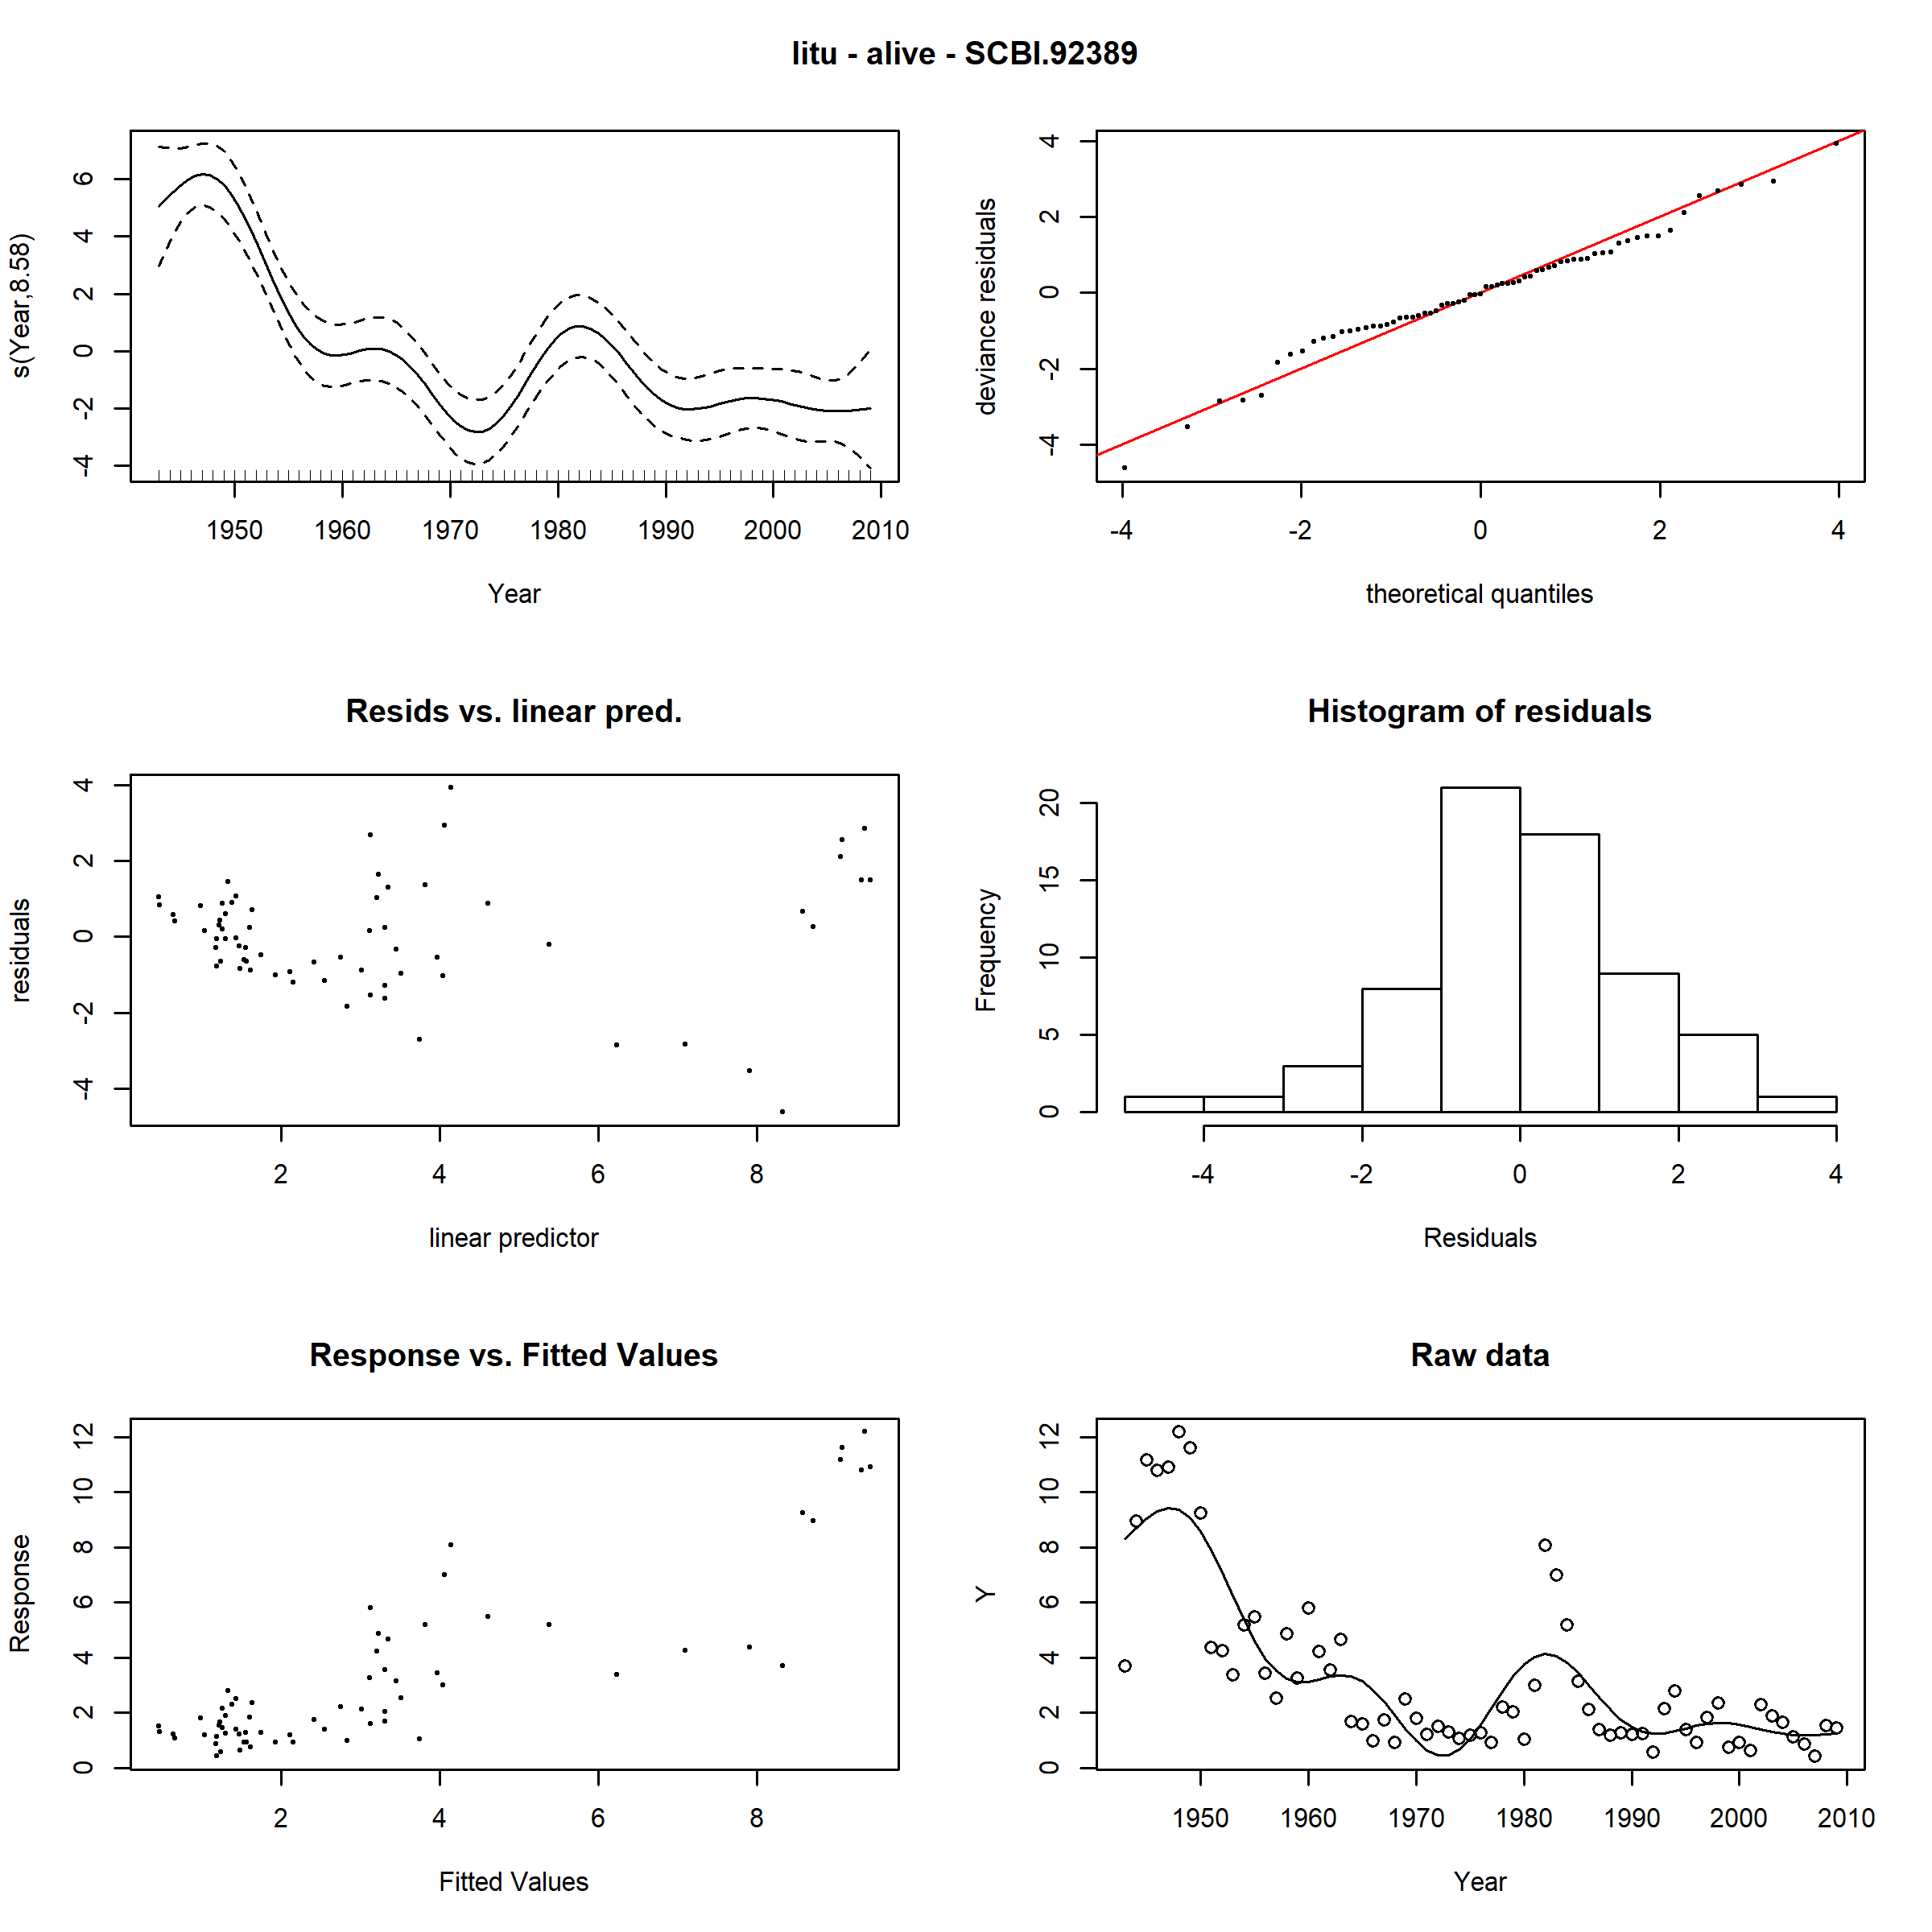 litu - alive - SCBI.92389
s(Year,8.58)
6
4
2
0
-2
-4
1950 1960 1970 1980 1990 2000 2010
Year
deviance residuals
4
2
0
-2
-4
-4 -2 0 2 4
theoretical quantiles
Resids vs. linear pred.
residuals
4
2
0
-2
-4
2 4 6 8
linear predictor
Histogram of residuals
Frequency
20
15
10
5
0
-4 -2 0 2 4
Residuals
Response vs. Fitted Values
Response
12
10
8
6
4
2
0
2 4 6 8
Fitted Values
Raw data
Y
12
10
8
6
4
2
0
1950 1960 1970 1980 1990 2000 2010
Year